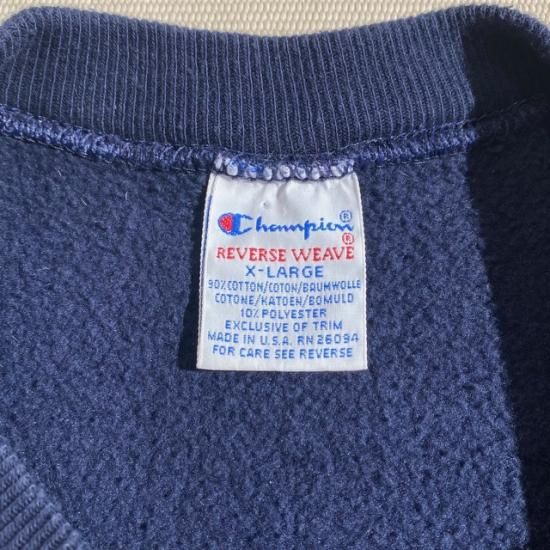 Champion®
REVERSE WEAVE®
X-LARGE
90% COTTON/COTON/BAUMWOLLE
COTONE/KATOEN/BOMULD
10% POLYESTER
EXCLUSIVE OF TRIM
MADE IN U.S.A. RN 26094
FOR CARE SEE REVERSE